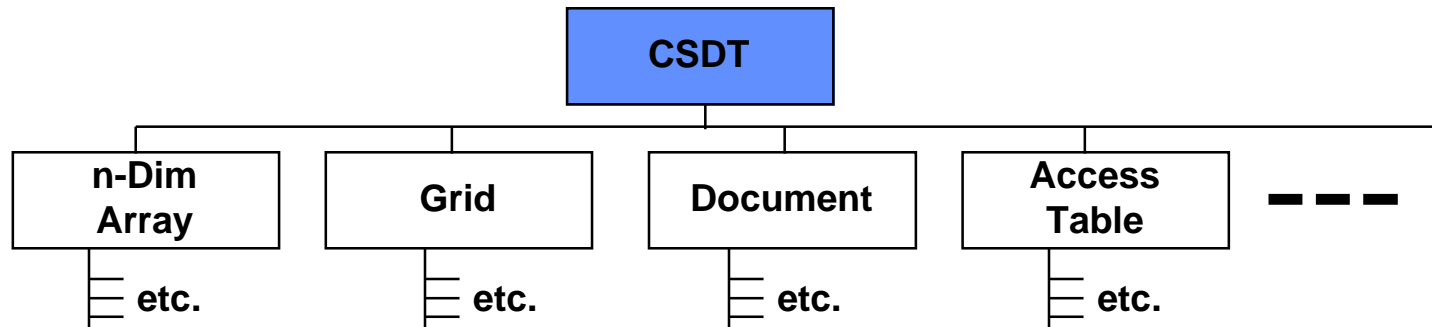 CSDT
n-Dim
Array
Grid
Document
Access
Table
etc.
etc.
etc.
etc.